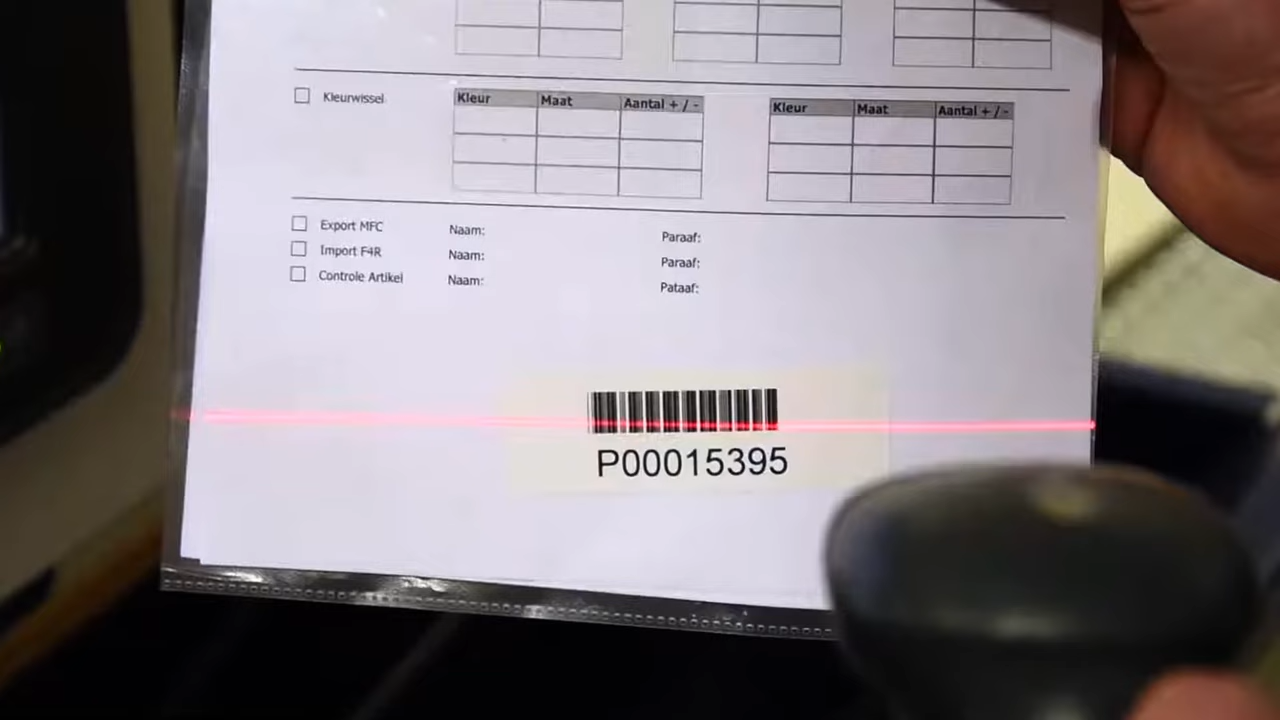 Kleurwissel Kleur Maat Aantal + / - Kleur Maat Aantal + / -
Export MFC Naam: Paraaf:
Import F4R Naam: Paraaf:
Controle Artikel Naam: Pataaf:
P00015395